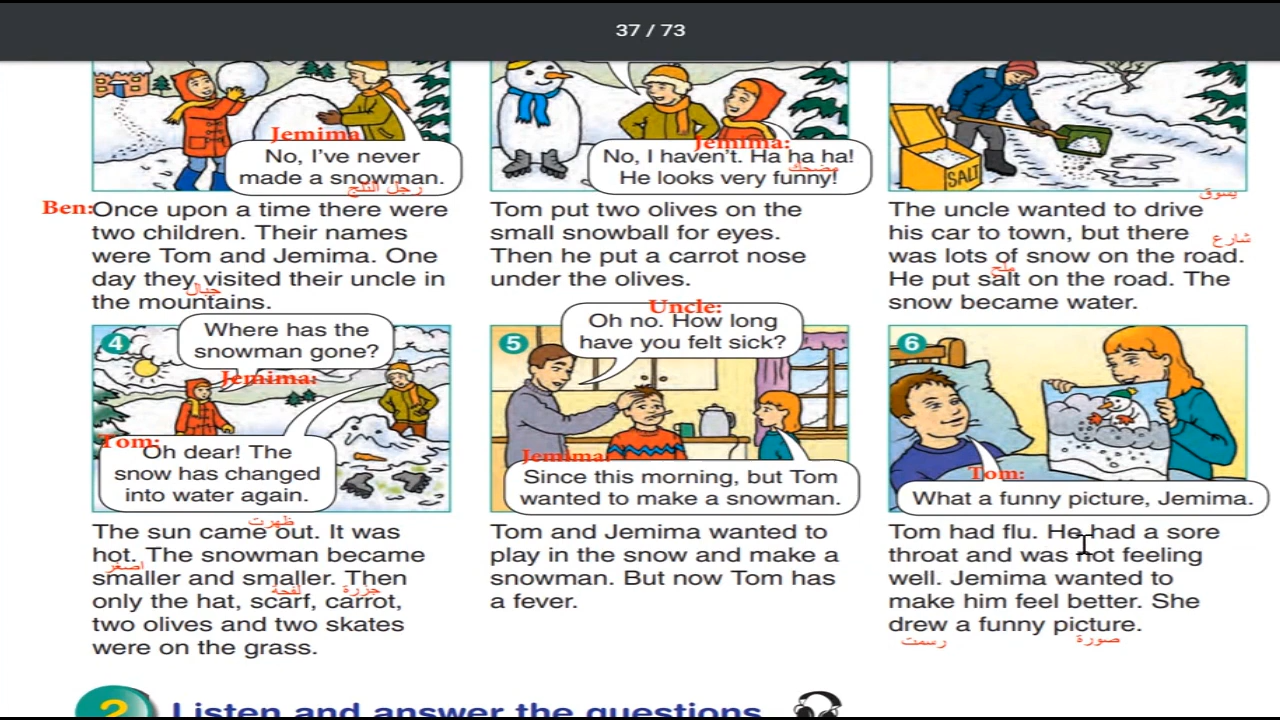 37 / 73
Jemima
No, I've never
made a snowman.
رجل الثلج
Jemima:
No, I haven't. Ha ha ha!
مضحك
He looks very funny!
SALT
Ben:
Once upon a time there were
two children. Their names
were Tom and Jemima. One
day they visited their uncle in
جبال
the mountains.
Tom put two olives on the
small snowball for eyes.
Then he put a carrot nose
under the olives.
يسوق
The uncle wanted to drive
his car to town, but there
شارع
was lots of snow on the road.
ملح
He put salt on the road. The
snow became water.
4
Where has the
snowman gone?
Jemima:
Tom:
Oh dear! The
snow has changed
into water again.
ظهرت
The sun came out. It was
hot. The snowman became
اصغر
smaller and smaller. Then
لفحة
جزرة
only the hat, scarf, carrot,
two olives and two skates
were on the grass.
5
Uncle:
Oh no. How long
have you felt sick?
Jemima:
Since this morning, but Tom
wanted to make a snowman.
Tom and Jemima wanted to
play in the snow and make a
snowman. But now Tom has
a fever.
6
Tom:
What a funny picture, Jemima.
Tom had flu. He had a sore
throat and was not feeling
well. Jemima wanted to
make him feel better. She
drew a funny picture.
رسمت
صورة
2
Listen and answer the questions